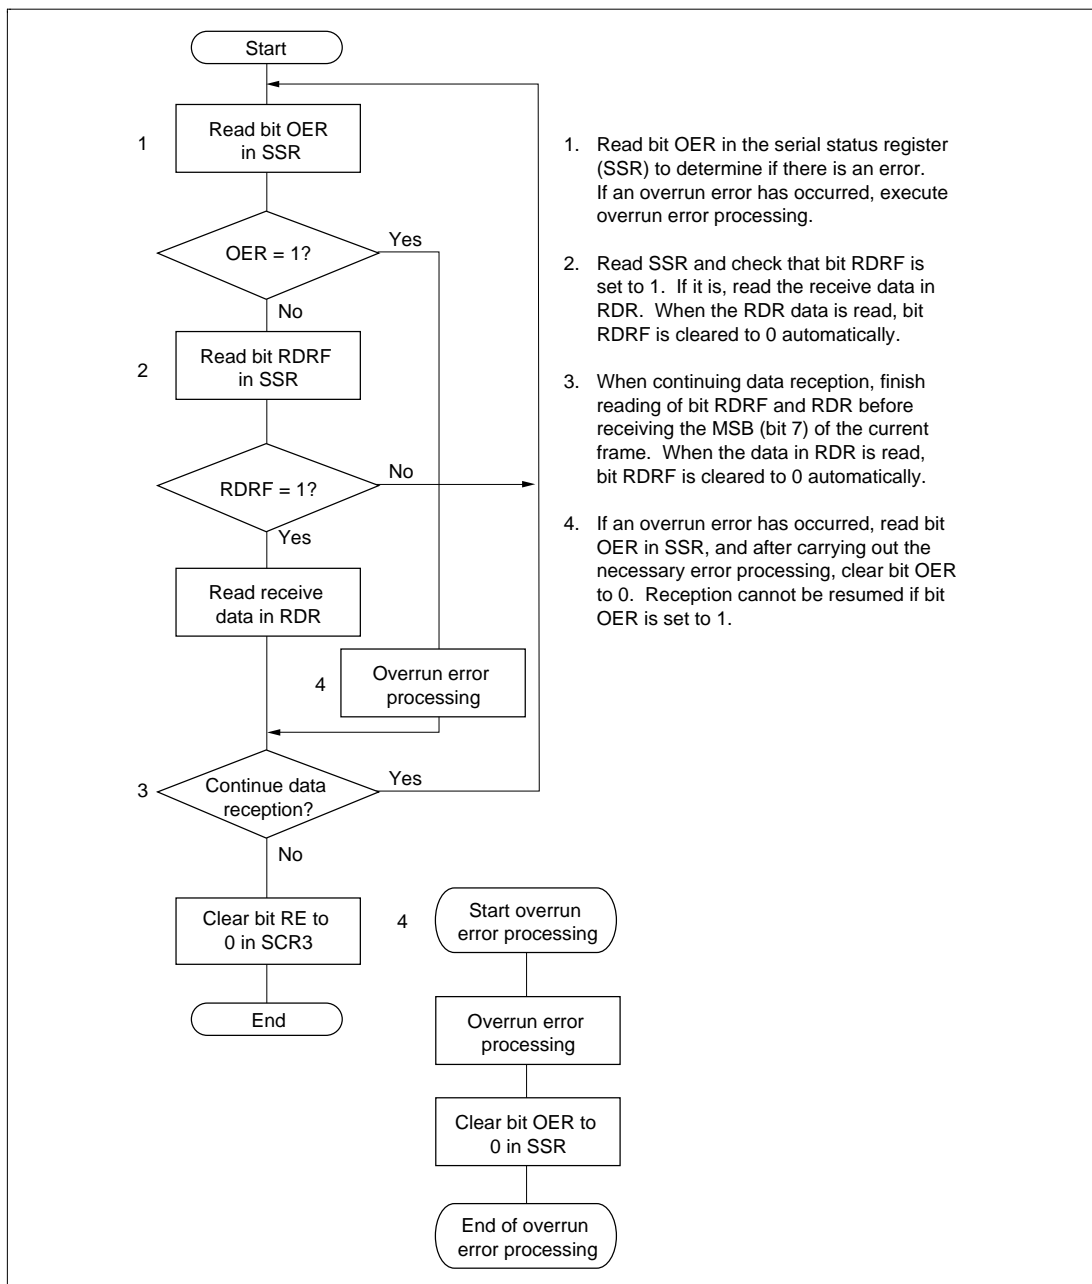 Start
1
Read bit OER
in SSR
OER = 1?
Yes
No
2
Read bit RDRF
in SSR
RDRF = 1?
No
Yes
Read receive
data in RDR
4
Overrun error
processing
3
Continue data
reception?
Yes
No
Clear bit RE to
0 in SCR3
End
4
Start overrun
error processing
Overrun error
processing
Clear bit OER to
0 in SSR
End of overrun
error processing
1. Read bit OER in the serial status register
(SSR) to determine if there is an error.
If an overrun error has occurred, execute
overrun error processing.
2. Read SSR and check that bit RDRF is
set to 1. If it is, read the receive data in
RDR. When the RDR data is read, bit
RDRF is cleared to 0 automatically.
3. When continuing data reception, finish
reading of bit RDRF and RDR before
receiving the MSB (bit 7) of the current
frame. When the data in RDR is read,
bit RDRF is cleared to 0 automatically.
4. If an overrun error has occurred, read bit
OER in SSR, and after carrying out the
necessary error processing, clear bit OER
to 0. Reception cannot be resumed if bit
OER is set to 1.